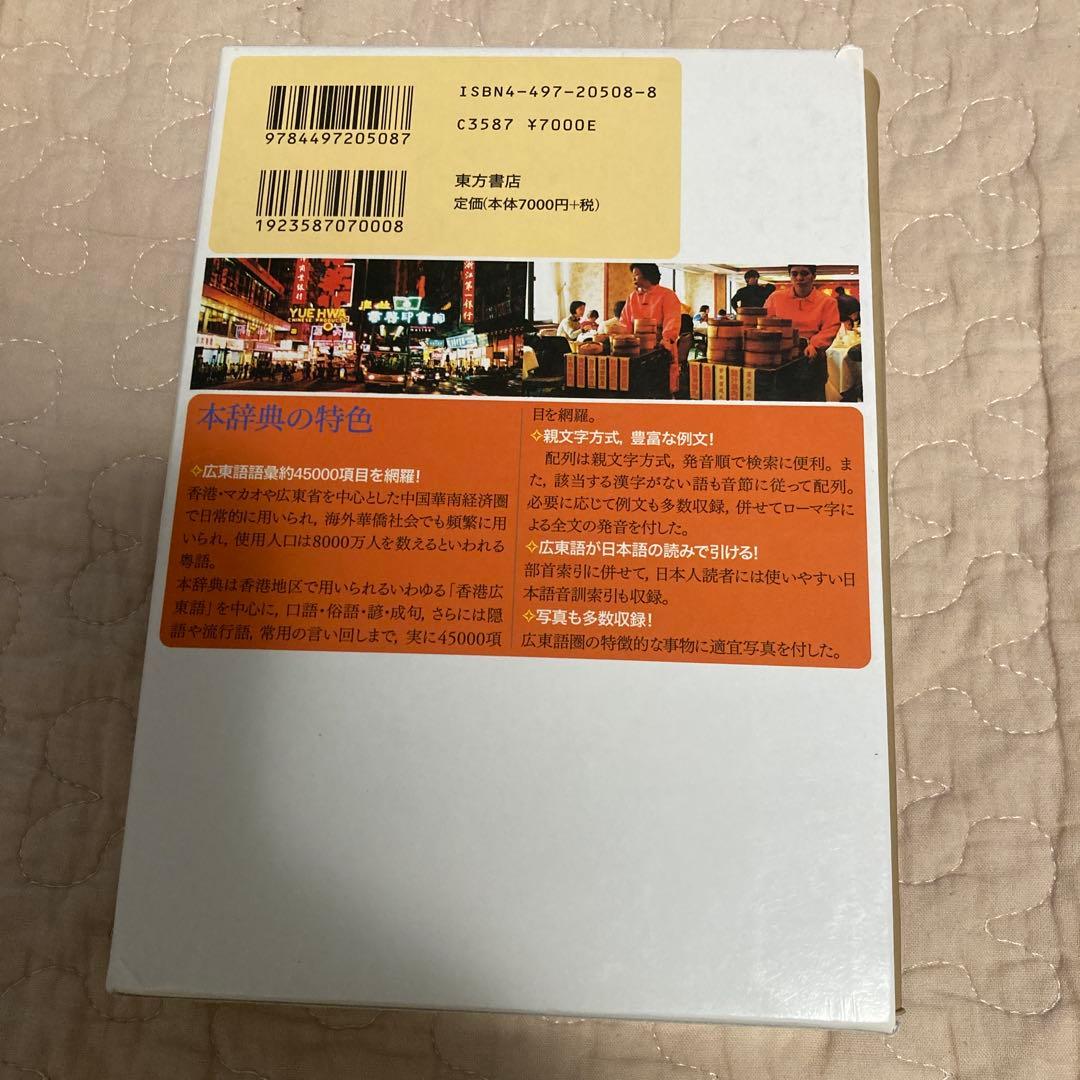 ISBN4-497-20508-8
C3587 ¥7000E
9784497205087
東方書店
定価(本体7000円+税)
1923587070008
YUE HWA
CHINESE PRODUCTS
浙江第一銀行
本辞典の特色
✧広東語語彙約45000項目を網羅!
香港・マカオや広東省を中心とした中国華南経済圏
で日常的に用いられ, 海外華僑社会でも頻繁に用
いられ, 使用人口は8000万人を数えるといわれる
粤語。
本辞典は香港地区で用いられるいわゆる「香港広
東語」を中心に, 口語・俗語・諺・成句, さらには隠
語や流行語, 常用の言い回しまで, 実に45000項
目を網羅。
✧親文字方式, 豊富な例文!
配列は親文字方式, 発音順で検索に便利。ま
た, 該当する漢字がない語も音節に従って配列。
必要に応じて例文も多数収録, 併せてローマ字に
よる全文の発音を付した。
✧広東語が日本語の読みで引ける!
部首索引に併せて, 日本人読者には使いやすい日
本語音訓索引も収録。
✧写真も多数収録!
広東語圏の特徴的な事物に適宜写真を付した。